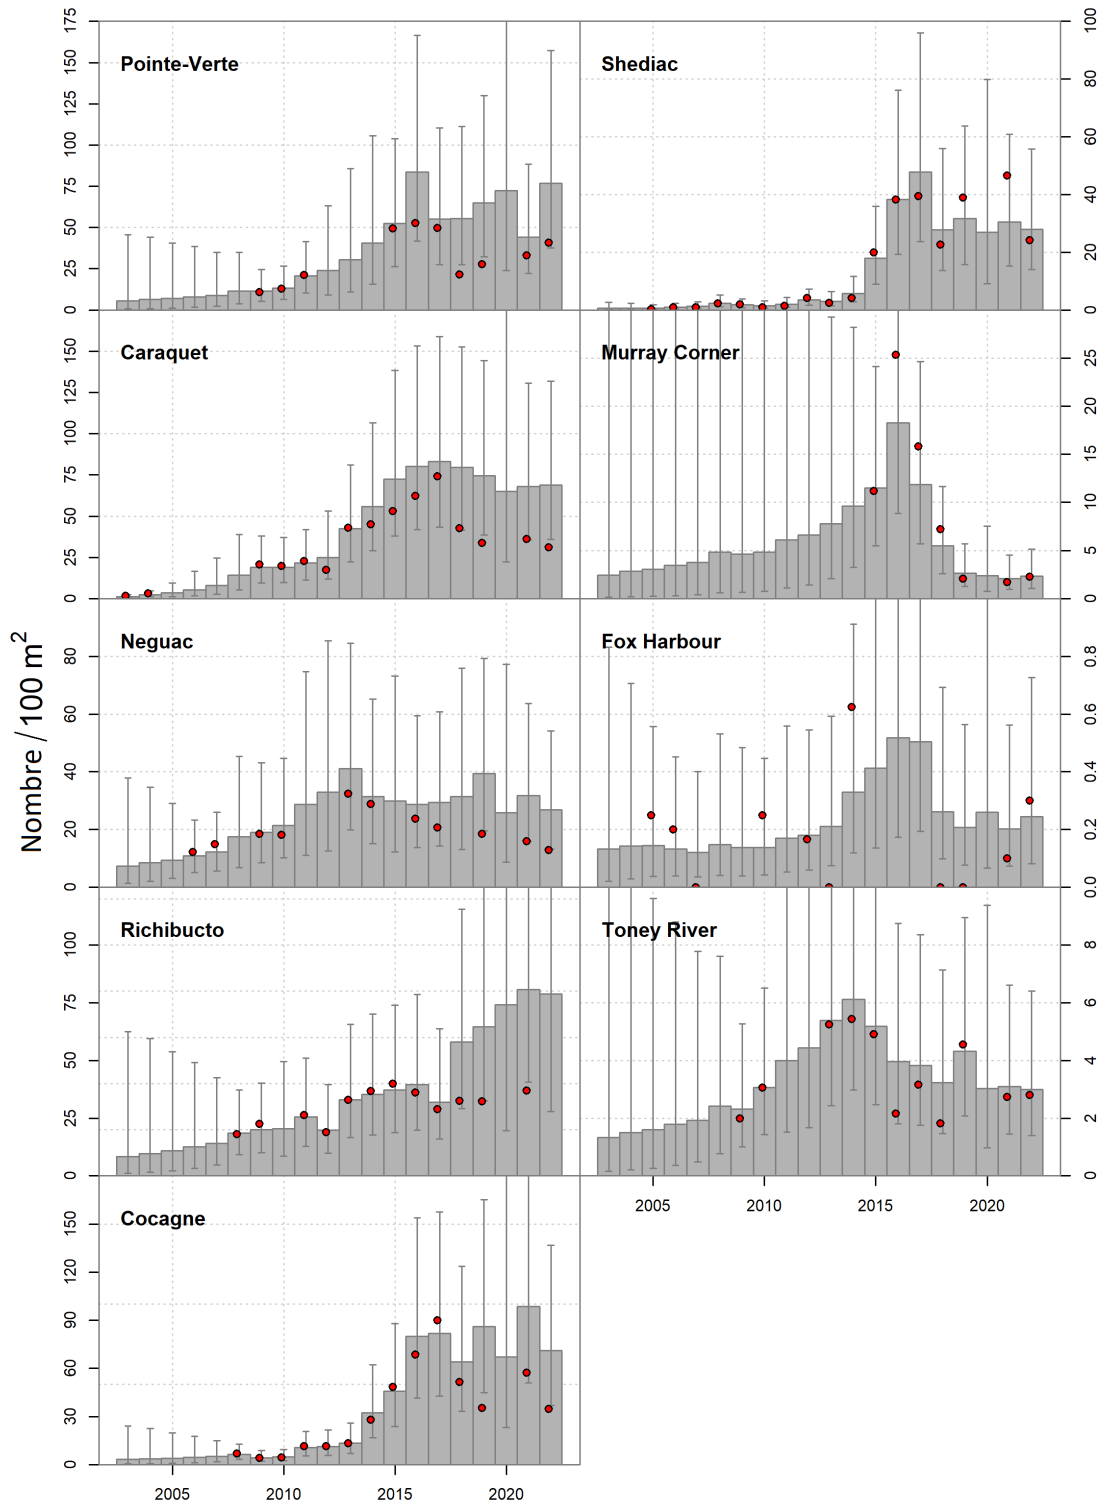 Nombre / 100 m²
Pointe-Verte
0 25 50 75 100 125 150 175
Shediac
0 20 40 60 80 100
Caraquet
0 25 50 75 100 125 150
Murray Corner
0 5 10 15 20 25
Neguac
0 20 40 60 80
Fox Harbour
0.0 0.2 0.4 0.6 0.8
Richibucto
0 25 50 75 100
Toney River
0 2 4 6 8
2005 2010 2015 2020
Cocagne
0 30 60 90 120 150
2005 2010 2015 2020